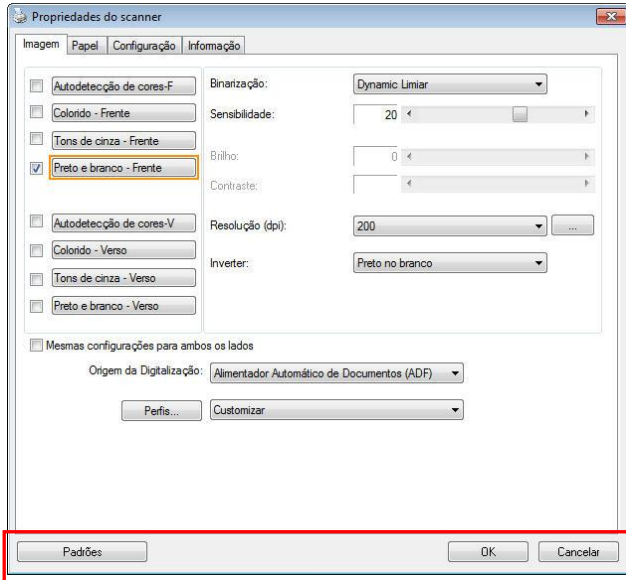 Propriedades do scanner
Imagem Papel Configuração Informação
Autodetecção de cores-F
Colorido - Frente
Tons de cinza - Frente
Preto e branco - Frente
Autodetecção de cores-V
Colorido - Verso
Tons de cinza - Verso
Preto e branco - Verso
Binarização: Dynamic Limiar
Sensibilidade: 20
Brilho: 0
Contraste:
Resolução (dpi): 200 ...
Inverter: Preto no branco
Mesmas configurações para ambos os lados
Origem da Digitalização: Alimentador Automático de Documentos (ADF)
Perfis... Customizar
Padrões OK Cancelar